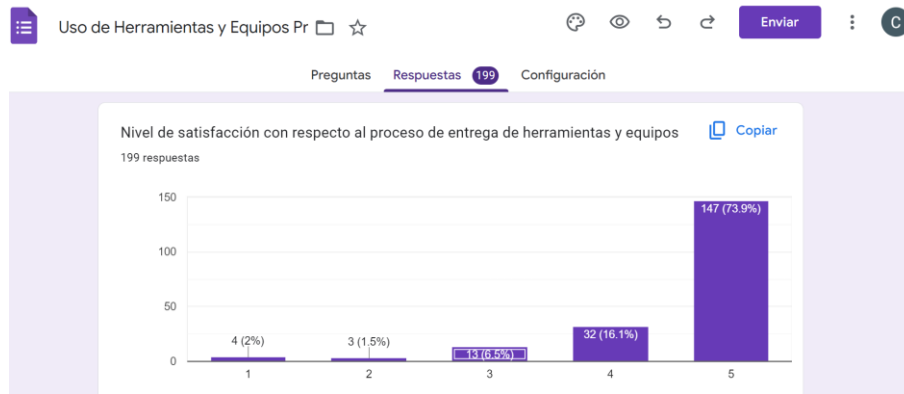 Uso de Herramientas y Equipos Pr
Enviar
C
Preguntas Respuestas 199 Configuración
Nivel de satisfacción con respecto al proceso de entrega de herramientas y equipos
Copiar
199 respuestas
150
100
50
0
4 (2%)
3 (1.5%)
13 (6.5%)
32 (16.1%)
147 (73.9%)
1 2 3 4 5